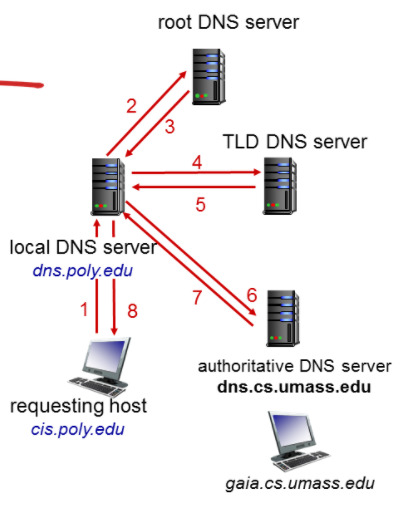 root DNS server
2
3
TLD DNS server
4
5
local DNS server
dns.poly.edu
6
7
1
8
authoritative DNS server
dns.cs.umass.edu
requesting host
cis.poly.edu
gaia.cs.umass.edu